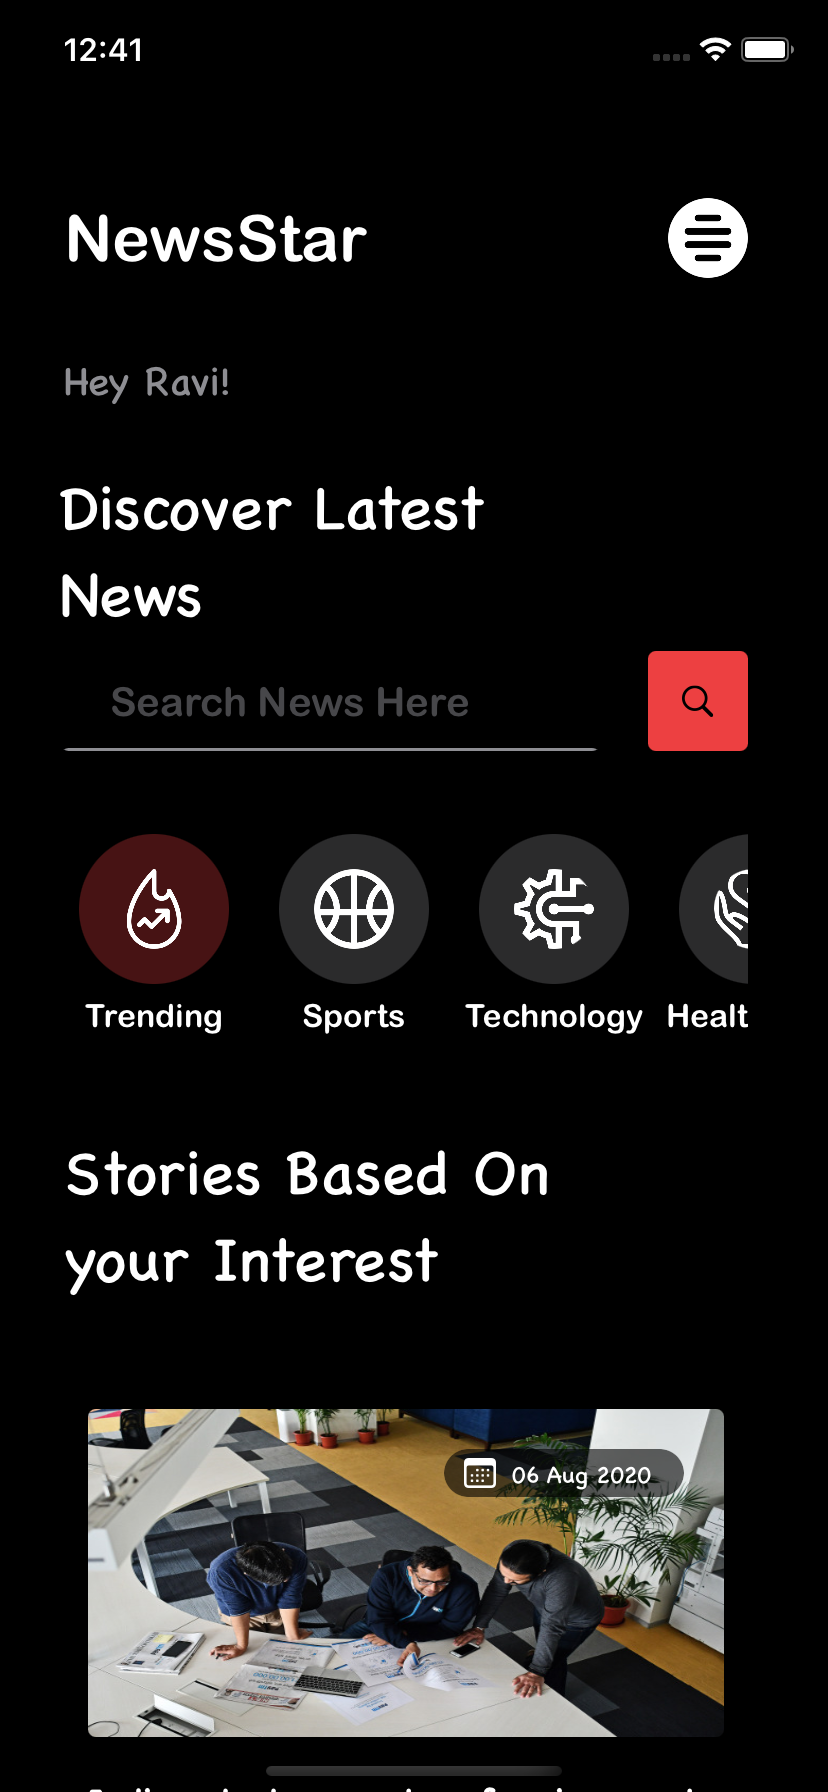 12:41
NewsStar
Hey Ravi!
Discover Latest
News
Search News Here
Trending
Sports
Technology
Healt
Stories Based On
your Interest
06 Aug 2020